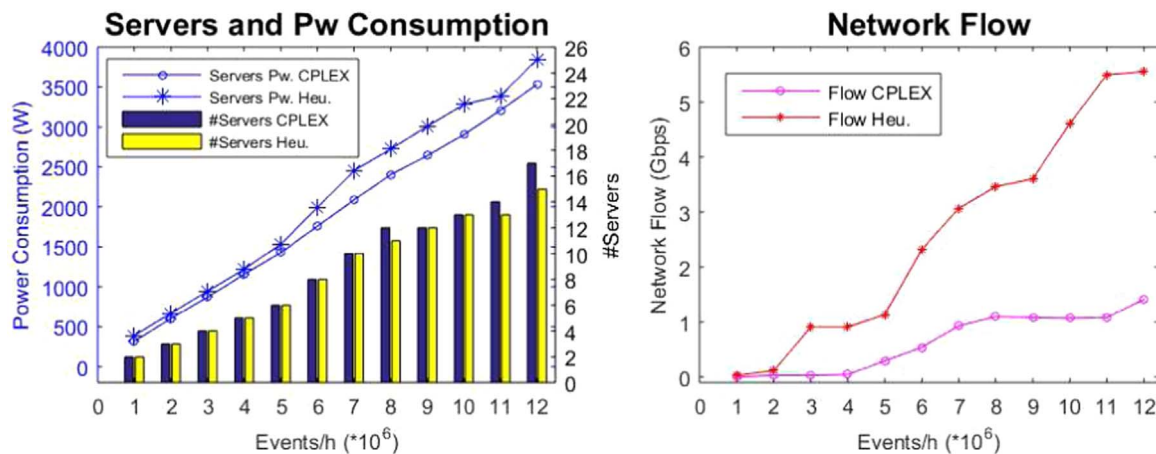 Servers and Pw Consumption
Power Consumption (W)
4000
3500
3000
2500
2000
1500
1000
500
0
Servers Pw. CPLEX
Servers Pw. Heu.
#Servers CPLEX
#Servers Heu.
26
24
22
20
18
16
14
12
10
8
6
4
2
0
#Servers
0 1 2 3 4 5 6 7 8 9 10 11 12
Events/h (*10^6)
Network Flow
Network Flow (Gbps)
6
5
4
3
2
1
0
Flow CPLEX
Flow Heu.
0 1 2 3 4 5 6 7 8 9 10 11 12
Events/h (*10^6)